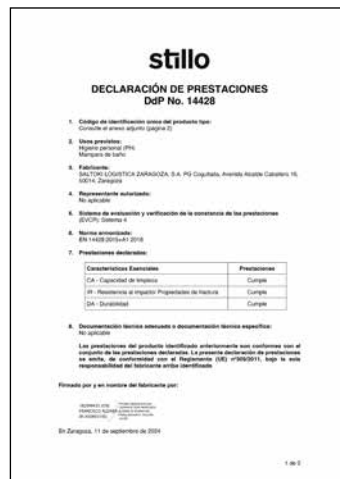 stillo
DECLARACIÓN DE PRESTACIONES
DdP No. 14428
1. Código de identificación única del producto tipo:
Consulte el anexo adjunto (página 2)
2. Usos previstos:
Higiene personal (PH)
Mampara de baño
3. Fabricante:
SALTOKI LOGISTICA ZARAGOZA, S.A. PG Cogullada, Avenida Alcalde Caballero 16,
50014, Zaragoza
4. Representante autorizado:
No aplicable
5. Sistema de evaluación y verificación de la constancia de las prestaciones
(EVCP): Sistema 4
6. Norma armonizada:
EN 14428:2015+A1:2018
7. Prestaciones declaradas:
Características Esenciales Prestaciones
CA - Capacidad de limpieza Cumple
IR - Resistencia al impacto/ Propiedades de fractura Cumple
DA - Durabilidad Cumple
8. Documentación técnica adecuada o documentación técnica específica:
No aplicable
Las prestaciones del producto identificado anteriormente son conformes con el
conjunto de las prestaciones declaradas. La presente declaración de prestaciones
se emite, de conformidad con el Reglamento (UE) nº305/2011, bajo la sola
responsabilidad del fabricante arriba identificado
Firmado por y en nombre del fabricante por:
En Zaragoza, 11 de septiembre de 2024